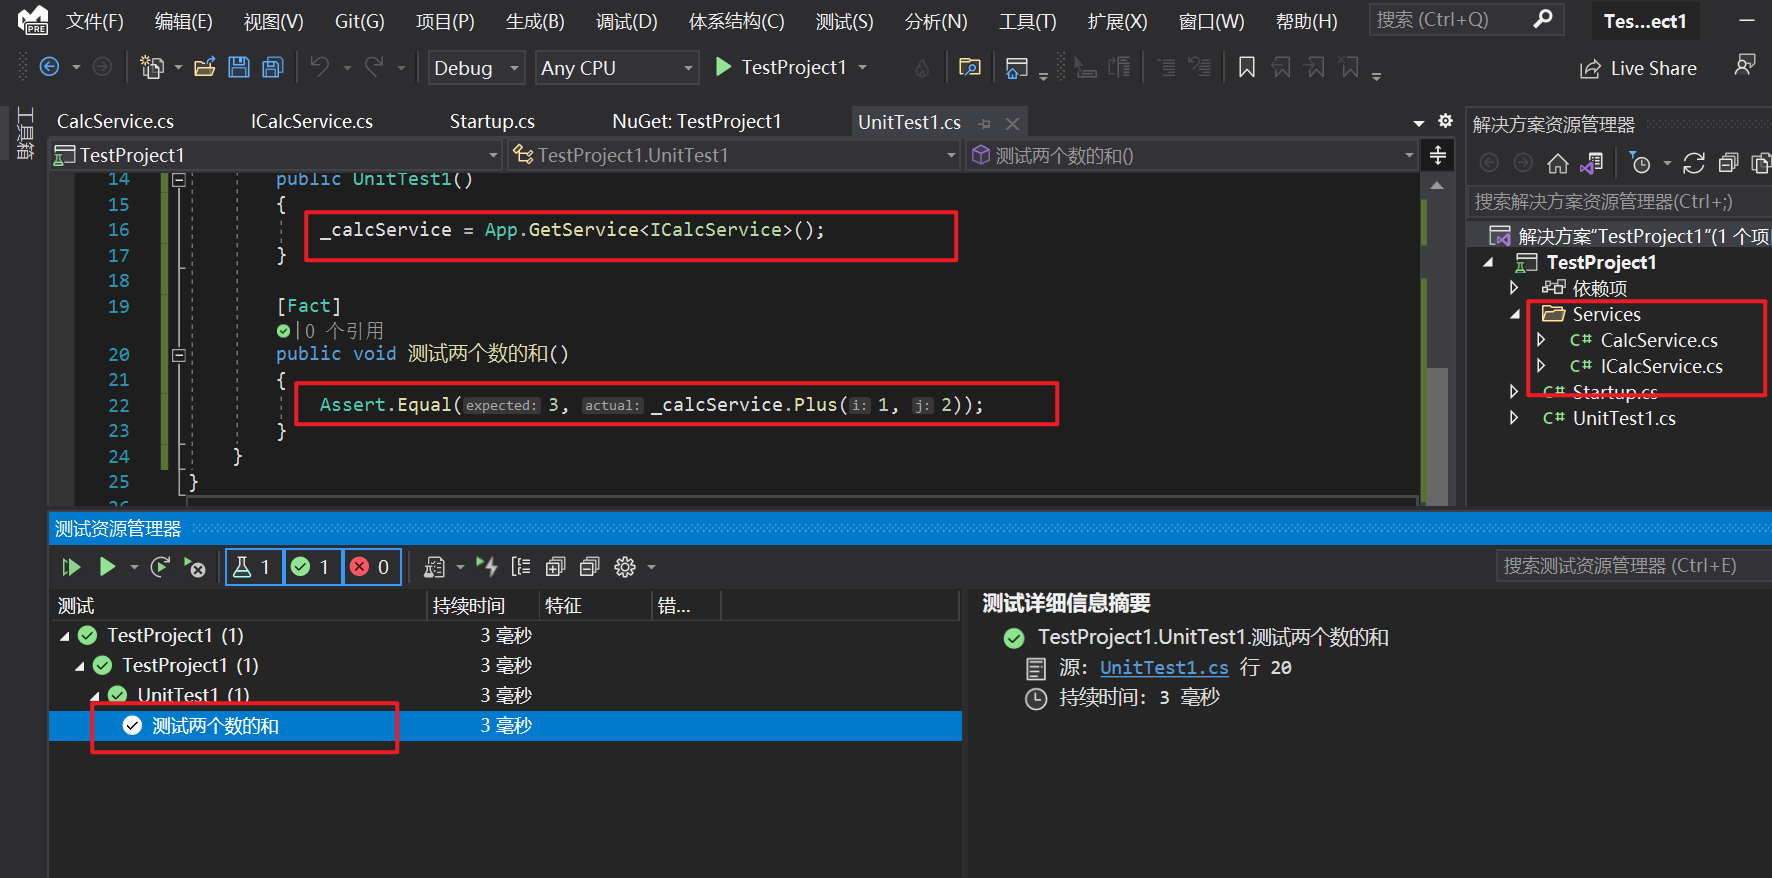 文件(F) 编辑(E) 视图(V) Git(G) 项目(P) 生成(B) 调试(D) 体系结构(C) 测试(S) 分析(N) 工具(T) 扩展(X) 窗口(W) 帮助(H) 搜索 (Ctrl+Q) Tes...ect1
PRE
Debug Any CPU TestProject1 Live Share
工具箱
CalcService.cs ICalcService.cs Startup.cs NuGet: TestProject1 UnitTest1.cs
TestProject1 TestProject1.UnitTest1 测试两个数的和()
14 public UnitTest1()
15 {
16 _calcService = App.GetService<ICalcService>();
17 }
18
19 [Fact]
0 个引用
20 public void 测试两个数的和()
21 {
22 Assert.Equal(expected: 3, actual: _calcService.Plus(i: 1, j: 2));
23 }
24 }
25 }
26
解决方案资源管理器
搜索解决方案资源管理器(Ctrl+;)
解决方案"TestProject1"(1 个项
TestProject1
依赖项
Services
C# CalcService.cs
C# ICalcService.cs
C# Startup.cs
C# UnitTest1.cs
测试资源管理器
1 1 0 搜索测试资源管理器 (Ctrl+E)
测试 持续时间 特征 错...
TestProject1 (1) 3 毫秒
TestProject1 (1) 3 毫秒
UnitTest1 (1) 3 毫秒
测试两个数的和 3 毫秒
测试详细信息摘要
TestProject1.UnitTest1.测试两个数的和
源: UnitTest1.cs 行 20
持续时间: 3 毫秒